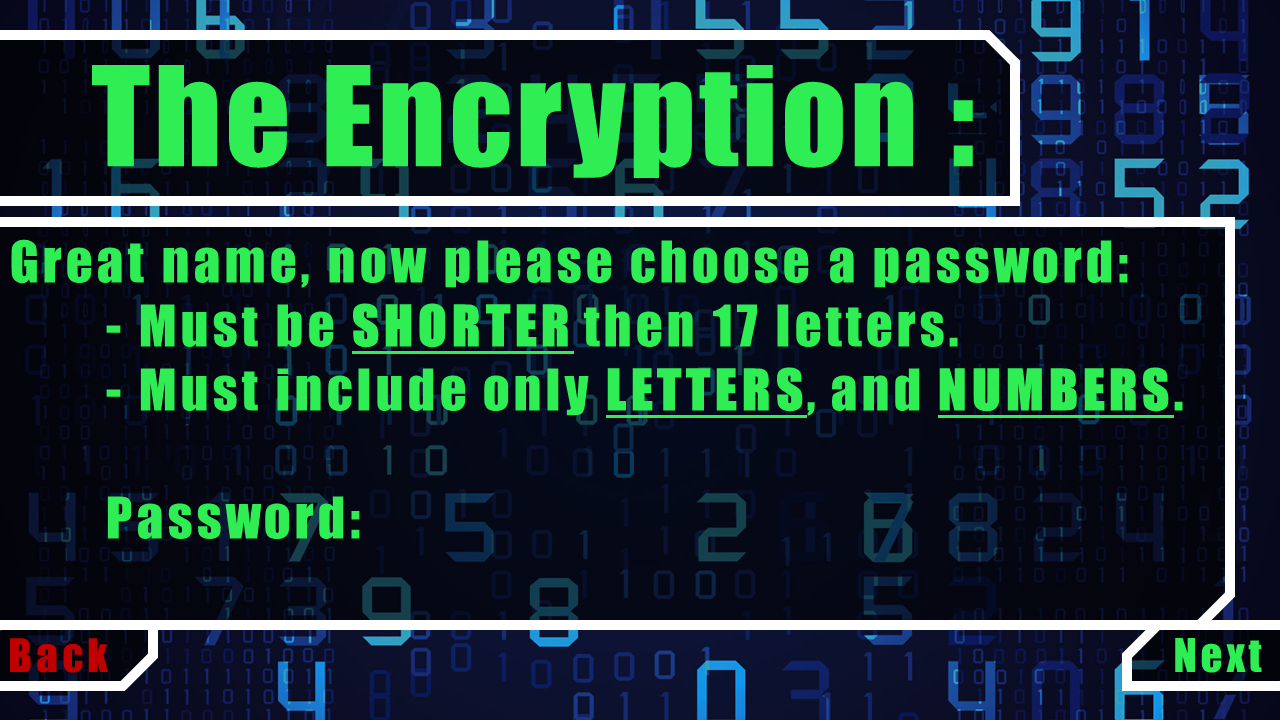 The Encryption :
Great name, now please choose a password:
- Must be SHORTER then 17 letters.
- Must include only LETTERS, and NUMBERS.
Password:
Back
Next